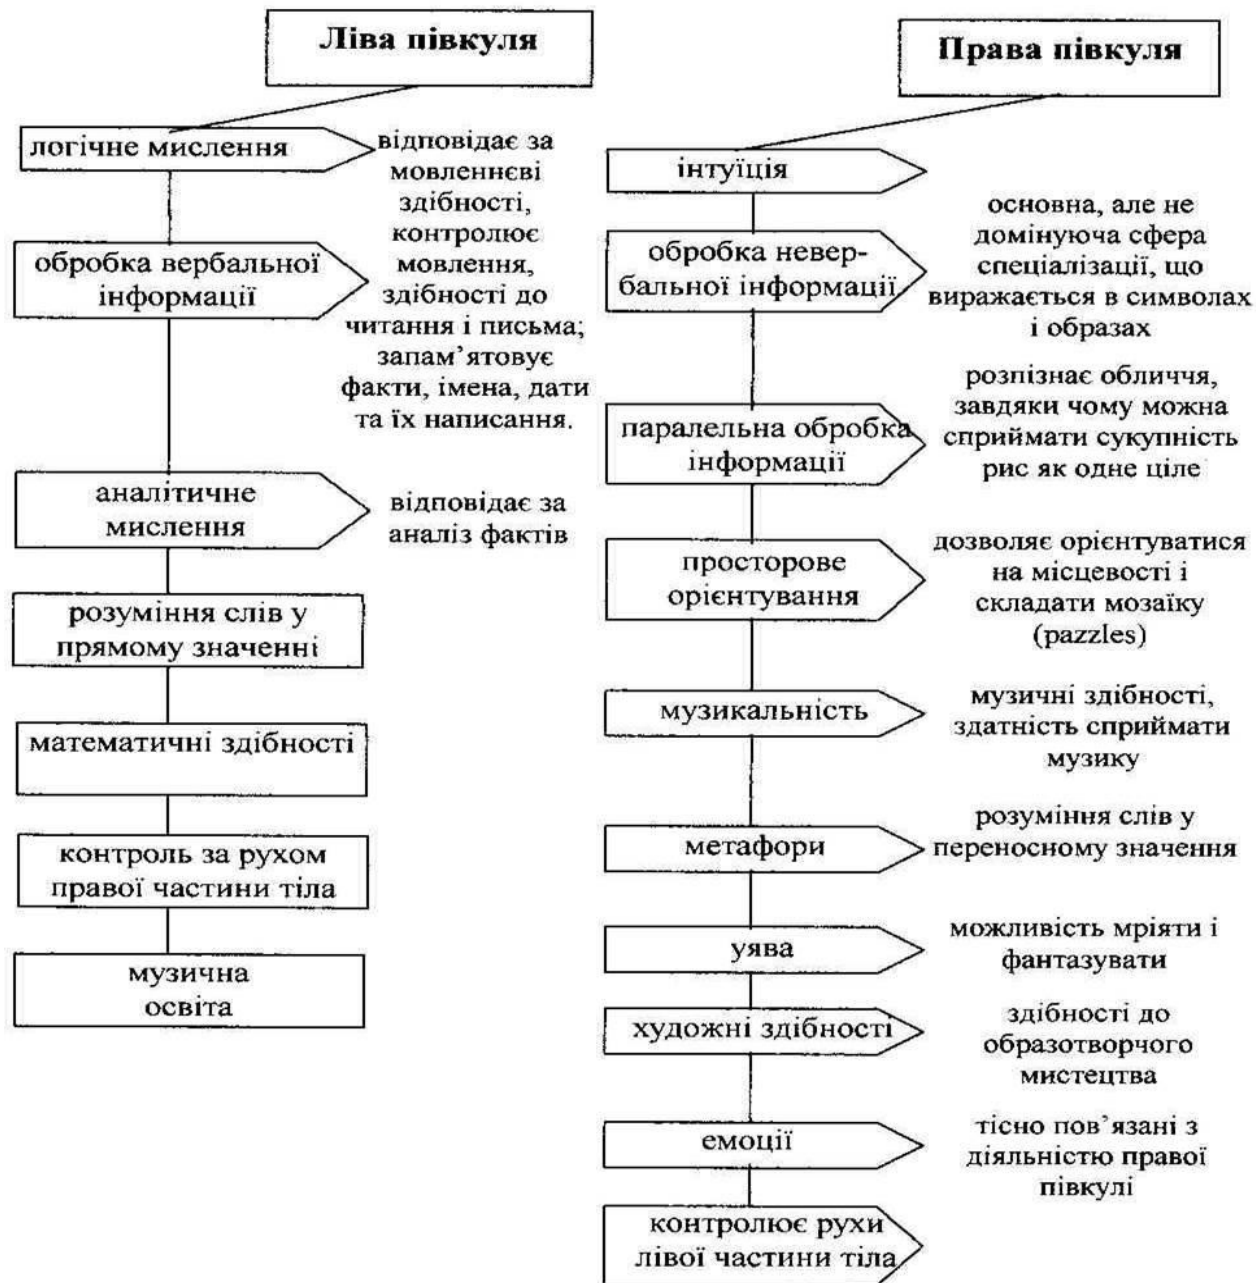 Ліва півкуля
логічне мислення
відповідає за
мовленнєві
здібності,
контролює
мовлення,
здібності до
читання і письма;
запам’ятовує
факти, імена, дати
та їх написання.
обробка вербальної
інформації
аналітичне
мислення
відповідає за
аналіз фактів
розуміння слів у
прямому значенні
математичні здібності
контроль за рухом
правої частини тіла
музична
освіта
Права півкуля
інтуїція
обробка невер-
бальної інформації
основна, але не
домінуюча сфера
спеціалізації, що
виражається в символах
і образах
паралельна обробка
інформації
розпізнає обличчя,
завдяки чому можна
сприймати сукупність
рис як одне ціле
просторове
орієнтування
дозволяє орієнтуватися
на місцевості і
складати мозаїку
(pazzles)
музикальність
музичні здібності,
здатність сприймати
музику
метафори
розуміння слів у
переносному значення
уява
можливість мріяти і
фантазувати
художні здібності
здібності до
образотворчого
мистецтва
емоції
тісно пов’язані з
діяльністю правої
півкулі
контролює рухи
лівої частини тіла